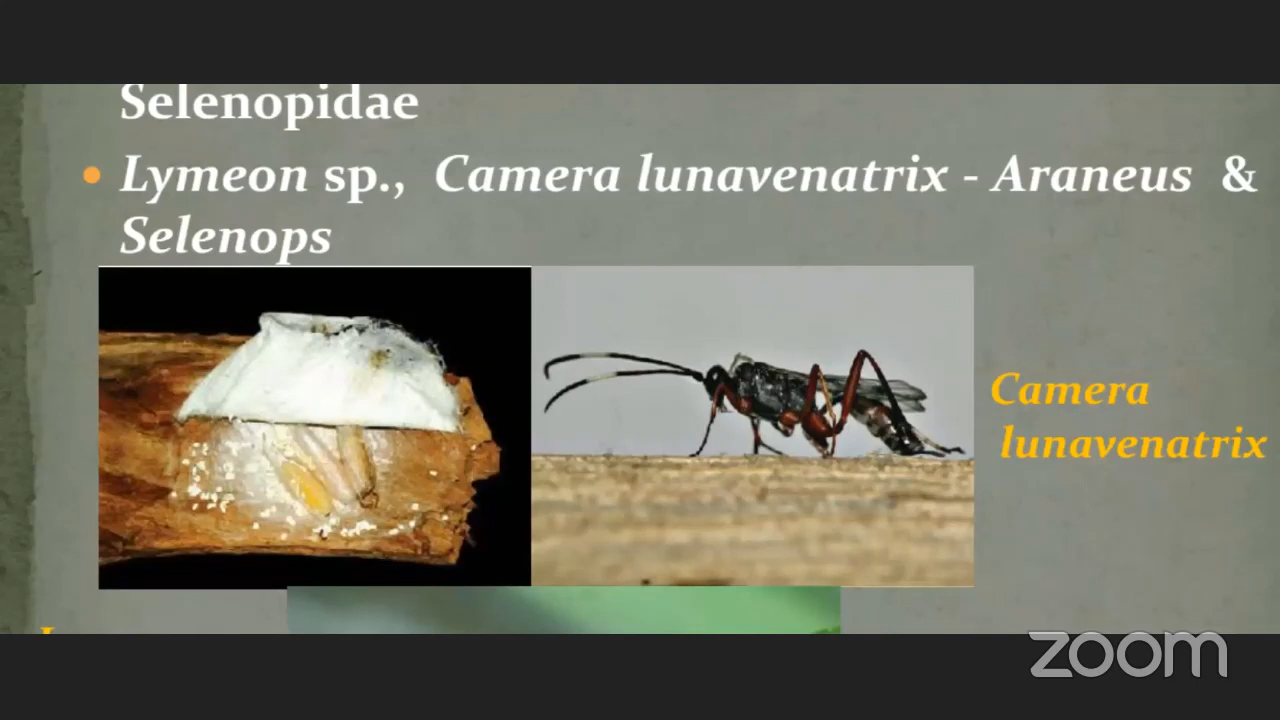 Selenopidae
• Lymeon sp., Camera lunavenatrix - Araneus &
Selenops
Camera
lunavenatrix
zoom